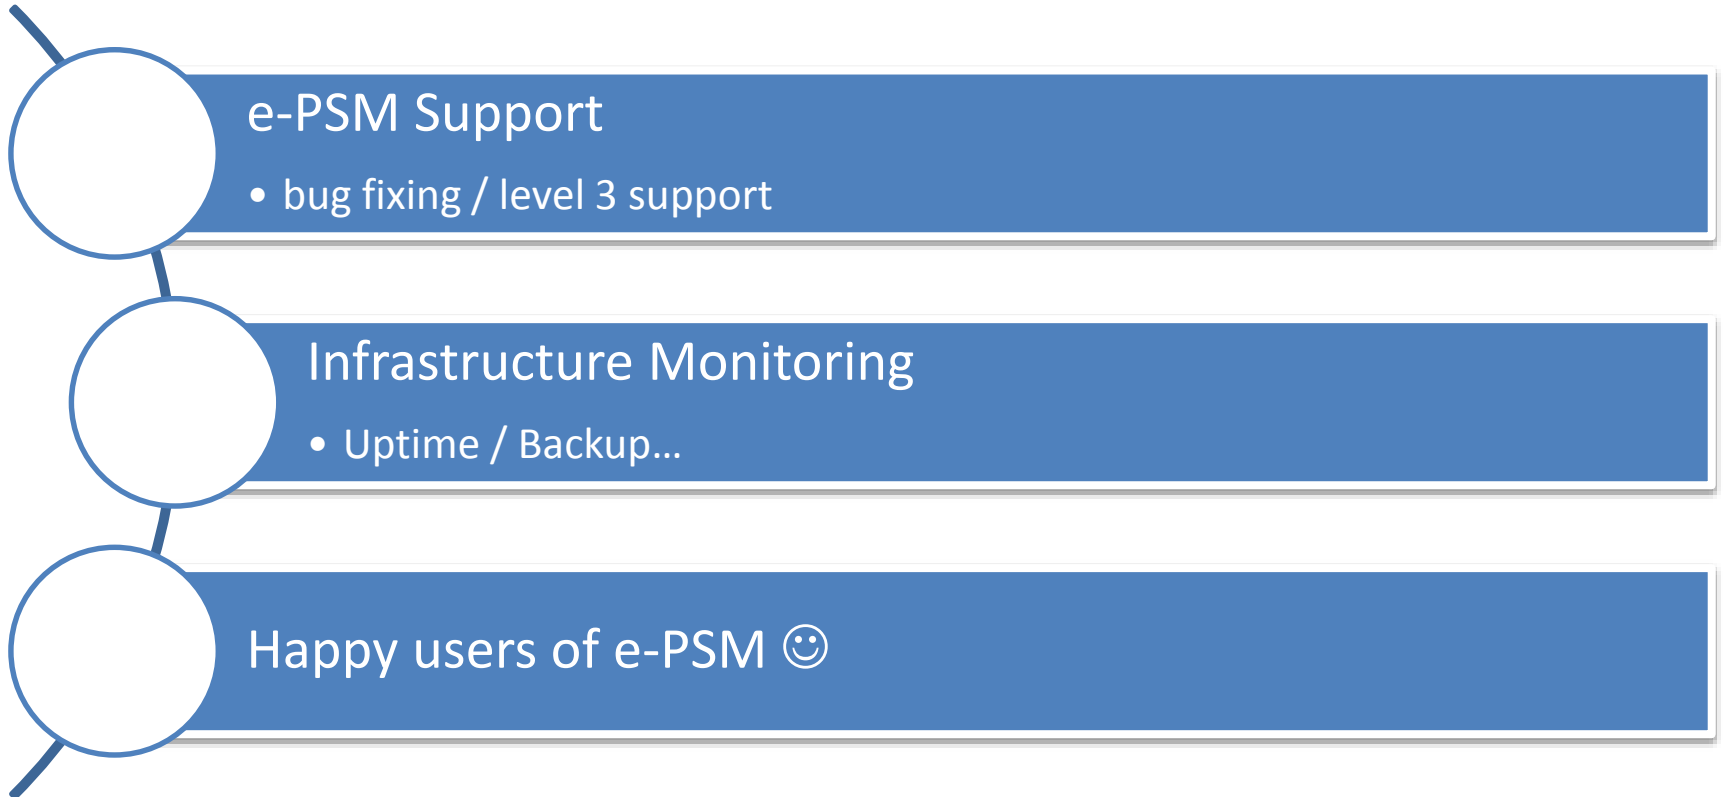 e-PSM Support
• bug fixing / level 3 support
Infrastructure Monitoring
• Uptime / Backup...
Happy users of e-PSM ☺